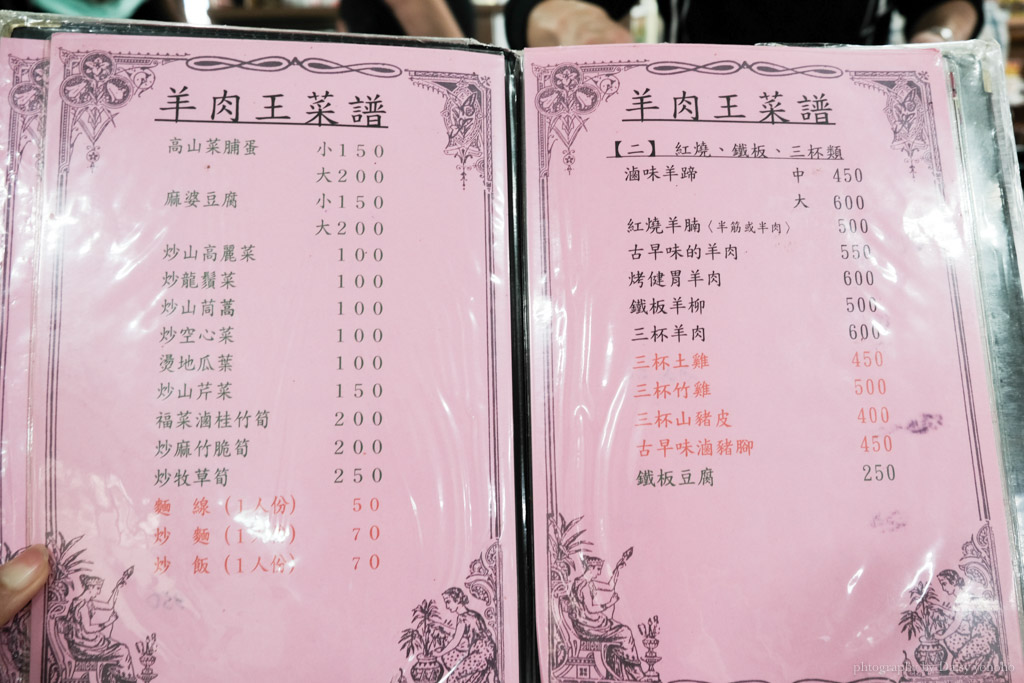 羊肉王菜譜
高山菜脯蛋 小150
大200
麻婆豆腐 小150
大200
炒山高麗菜 100
炒龍鬚菜 100
炒山茼蒿 100
炒空心菜 100
燙地瓜葉 100
炒山芹菜 150
福菜滷桂竹筍 200
炒麻竹脆筍 200
炒牧草筍 250
麵 線(1人份) 50
炒 麵(1人份) 70
炒 飯(1人份) 70
羊肉王菜譜
【二】 紅燒、鐵板、三杯類
滷味羊蹄 中 450
大 600
紅燒羊腩〈半筋或半肉〉 500
古早味的羊肉 550
烤健胃羊肉 600
鐵板羊柳 500
三杯羊肉 600
三杯土雞 450
三杯竹雞 500
三杯山豬皮 400
古早味滷豬腳 450
鐵板豆腐 250